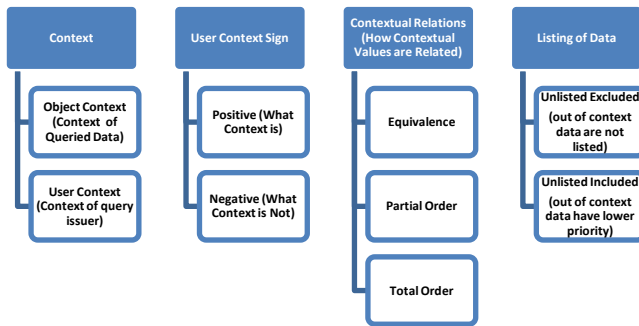 Context
Object Context
(Context of
Queried Data)
User Context
(Context of query
issuer)
User Context Sign
Positive (What
Context is)
Negative (What
Context is Not)
Contextual Relations
(How Contextual
Values are Related)
Equivalence
Partial Order
Total Order
Listing of Data
Unlisted Excluded
(out of context
data are not
listed)
Unlisted Included
(out of context
data have lower
priority)